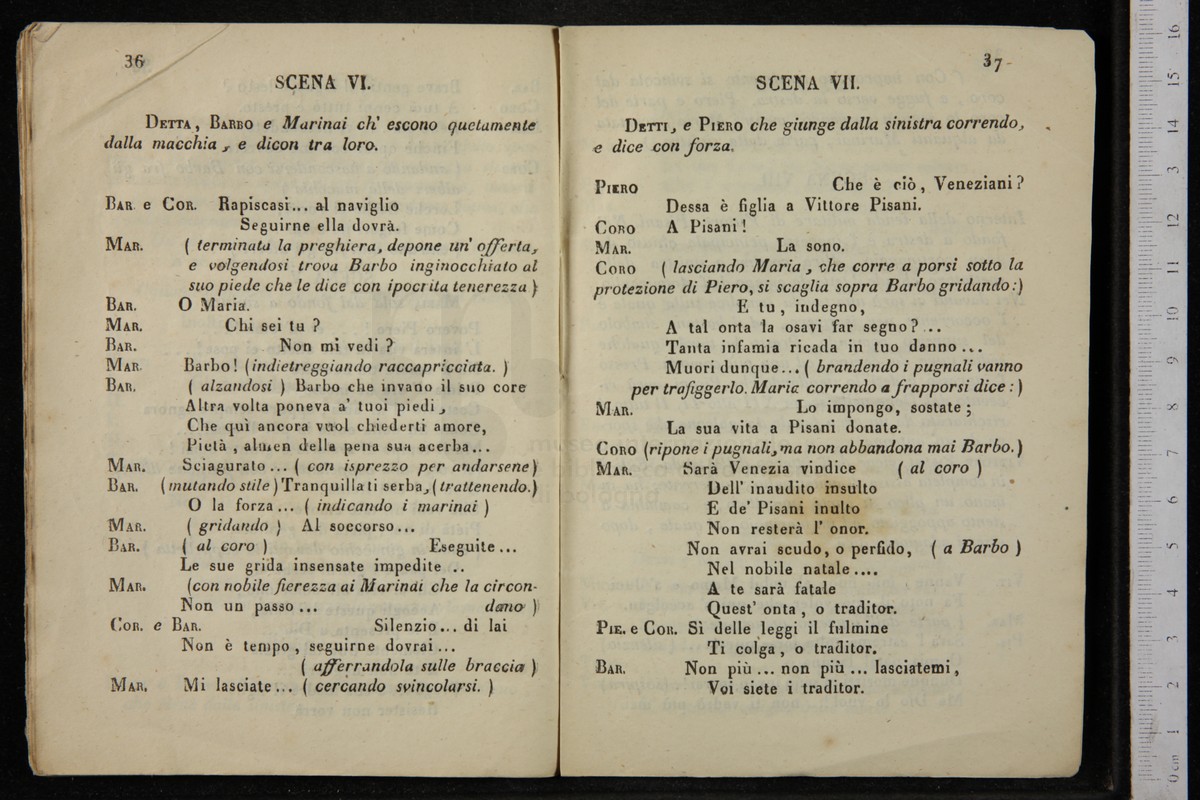 36
SCENA VI.
DETTA, BARBO e Marinai ch' escono quetamente
dalla macchia, e dicon tra loro.
BAR. e COR. Rapiscasi... al naviglio
Seguirne ella dovrà.
MAR. ( terminata la preghiera, depone un' offerta,
e volgendosi trova Barbo inginocchiato al
suo piede che le dice con ipocrita tenerezza )
BAR. O Maria.
MAR. Chi sei tu ?
BAR. Non mi vedi ?
MAR. Barbo! (indietreggiando raccapricciata. )
BAR. ( alzandosi ) Barbo che invano il suo core
Altra volta poneva a' tuoi piedi,
Che quì ancora vuol chiederti amore,
Pietà , almen della pena sua acerba...
MAR. Sciagurato... ( con isprezzo per andarsene)
BAR. (mutando stile) Tranquilla ti serba, (trattenendo.)
O la forza... ( indicando i marinai )
MAR. ( gridando ) Al soccorso...
BAR. ( al coro ) Eseguite...
Le sue grida insensate impedite ..
MAR. (con nobile fierezza ai Marinai che la circon-
Non un passo... dano )
COR. e BAR. Silenzio... di lai
Non è tempo, seguirne dovrai...
( afferrandola sulle braccia )
MAR. Mi lasciate... ( cercando svincolarsi. )
37
SCENA VII.
DETTI, e PIERO che giunge dalla sinistra correndo,
e dice con forza.
PIERO Che è ciò, Veneziani?
Dessa è figlia a Vittore Pisani.
CORO A Pisani!
MAR. La sono.
CORO ( lasciando Maria, che corre a porsi sotto la
protezione di Piero, si scaglia sopra Barbo gridando:)
E tu, indegno,
A tal onta la osavi far segno?...
Tanta infamia ricada in tuo danno...
Muori dunque... ( brandendo i pugnali vanno
per trafiggerlo. Maria correndo a frapporsi dice : )
MAR. Lo impongo, sostate;
La sua vita a Pisani donate.
CORO (ripone i pugnali, ma non abbandona mai Barbo.)
MAR. Sarà Venezia vindice ( al coro )
Dell' inaudito insulto
E de' Pisani inulto
Non resterà l' onor.
Non avrai scudo, o perfido, ( a Barbo )
Nel nobile natale....
A te sarà fatale
Quest' onta , o traditor.
PIE. e COR. Sì delle leggi il fulmine
Ti colga, o traditor.
BAR. Non più... non più... lasciatemi,
Voi siete i traditor.